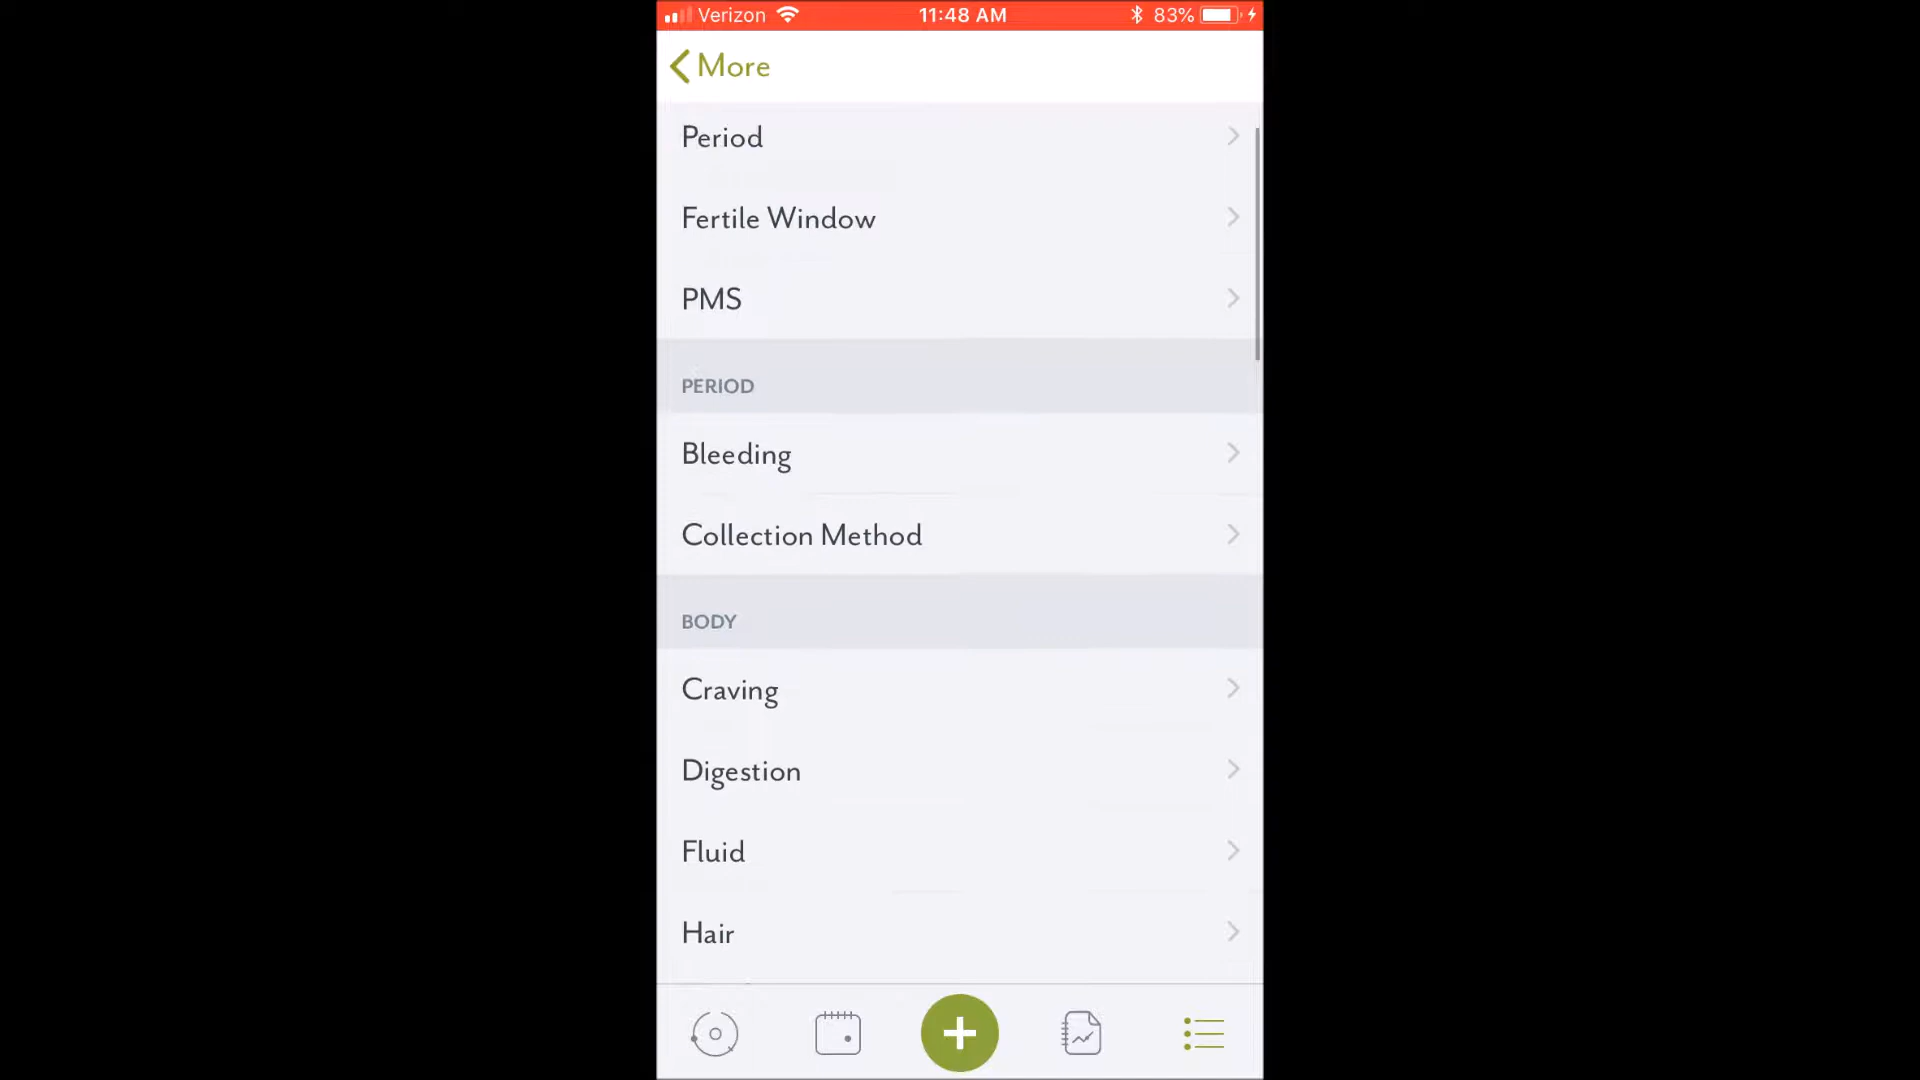 Verizon 11:48 AM 83%
More
Period
Fertile Window
PMS
PERIOD
Bleeding
Collection Method
BODY
Craving
Digestion
Fluid
Hair